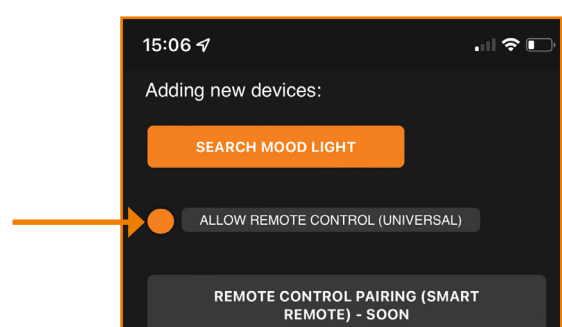 15:06
Adding new devices:
SEARCH MOOD LIGHT
ALLOW REMOTE CONTROL (UNIVERSAL)
REMOTE CONTROL PAIRING (SMART
REMOTE) - SOON